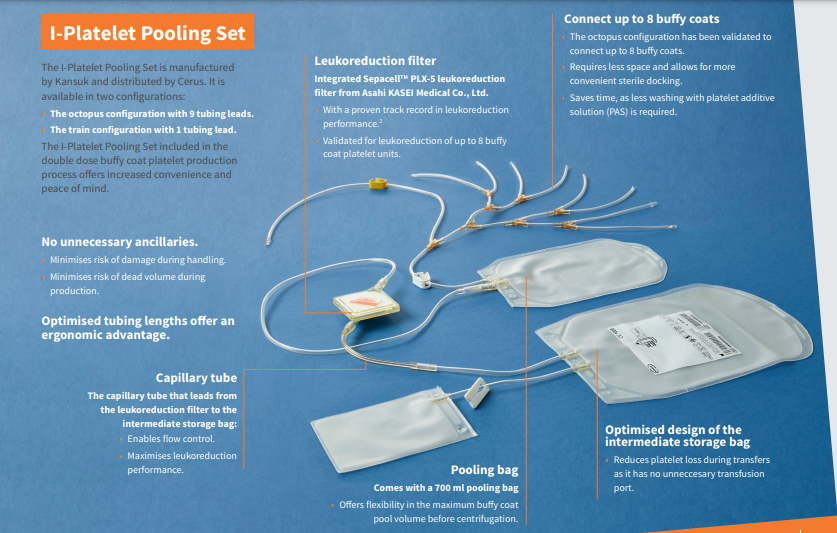 I-Platelet Pooling Set
The I-Platelet Pooling Set is manufactured
by Kansuk and distributed by Cerus. It is
available in two configurations:
The octopus configuration with 9 tubing leads.
The train configuration with 1 tubing lead.
The I-Platelet Pooling Set included in the
double dose buffy coat platelet production
process offers increased convenience and
peace of mind.
No unnecessary ancillaries.
Minimises risk of damage during handling.
Minimises risk of dead volume during
production.
Optimised tubing lengths offer an
ergonomic advantage.
Capillary tube
The capillary tube that leads from
the leukoreduction filter to the
intermediate storage bag:
Enables flow control.
Maximises leukoreduction
performance.
Leukoreduction filter
Integrated Sepacell™ PLX-5 leukoreduction
filter from Asahi KASEI Medical Co., Ltd.
With a proven track record in leukoreduction
performance.²
Validated for leukoreduction of up to 8 buffy
coat platelet units.
Connect up to 8 buffy coats
The octopus configuration has been validated to
connect up to 8 buffy coats.
Requires less space and allows for more
convenient sterile docking.
Saves time, as less washing with platelet additive
solution (PAS) is required.
Pooling bag
Comes with a 700 ml pooling bag
Offers flexibility in the maximum buffy coat
pool volume before centrifugation.
Optimised design of the
intermediate storage bag
• Reduces platelet loss during transfers
as it has no unneccesary transfusion
port.